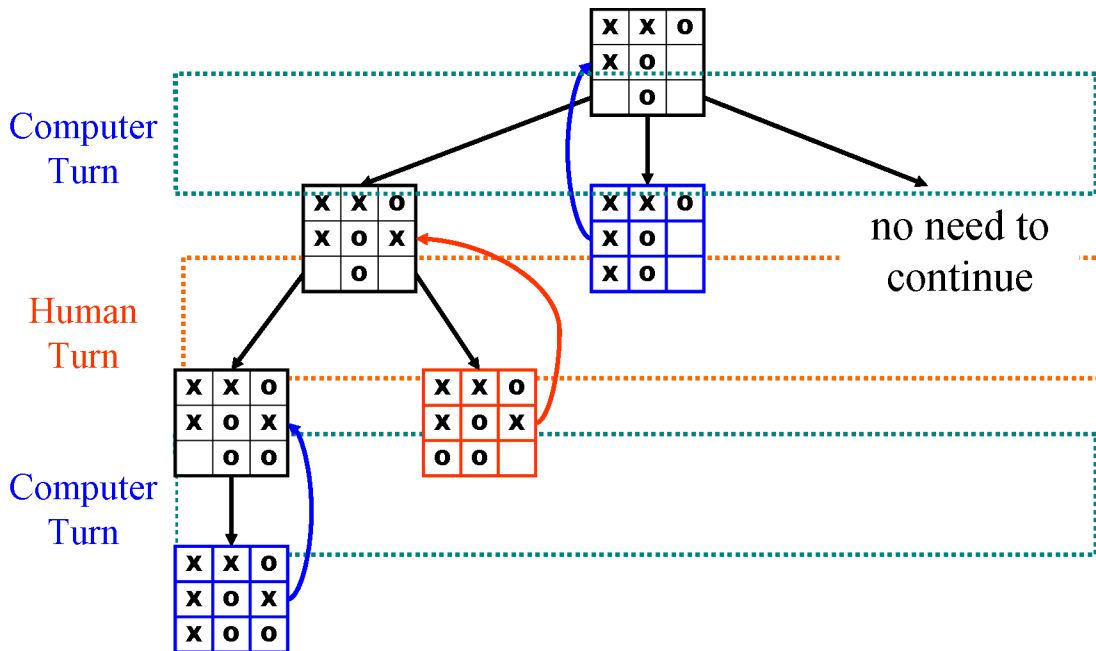 X X O
X O
O
Computer
Turn
X X O
X O X
O
X X O
X O
X O
no need to
continue
Human
Turn
X X O
X O X
O O
X X O
X O X
O O
Computer
Turn
X X O
X O X
X O O